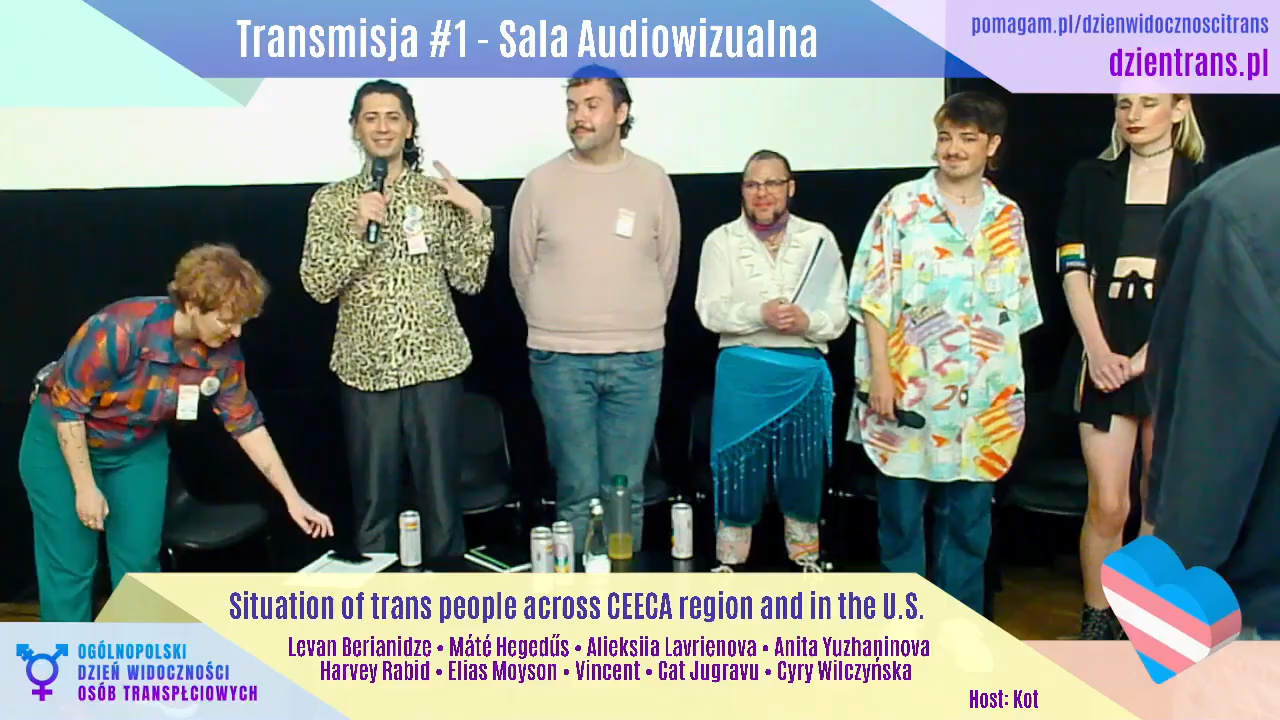 Transmisja #1 - Sala Audiowizualna
pomagam.pl/dzienwidocznoscitrans
dzientrans.pl
Situation of trans people across CEECA region and in the U.S.
Levan Berianidze • Máté Hegedűs • Alieksiia Lavrienova • Anita Yuzhaninova
Harvey Rabid • Elias Moyson • Vincent • Cat Jugravu • Cyry Wilczyńska
Host: Kot
OGÓLNOPOLSKI
DZIEŃ WIDOCZNOŚCI
OSÓB TRANSPŁCIOWYCH